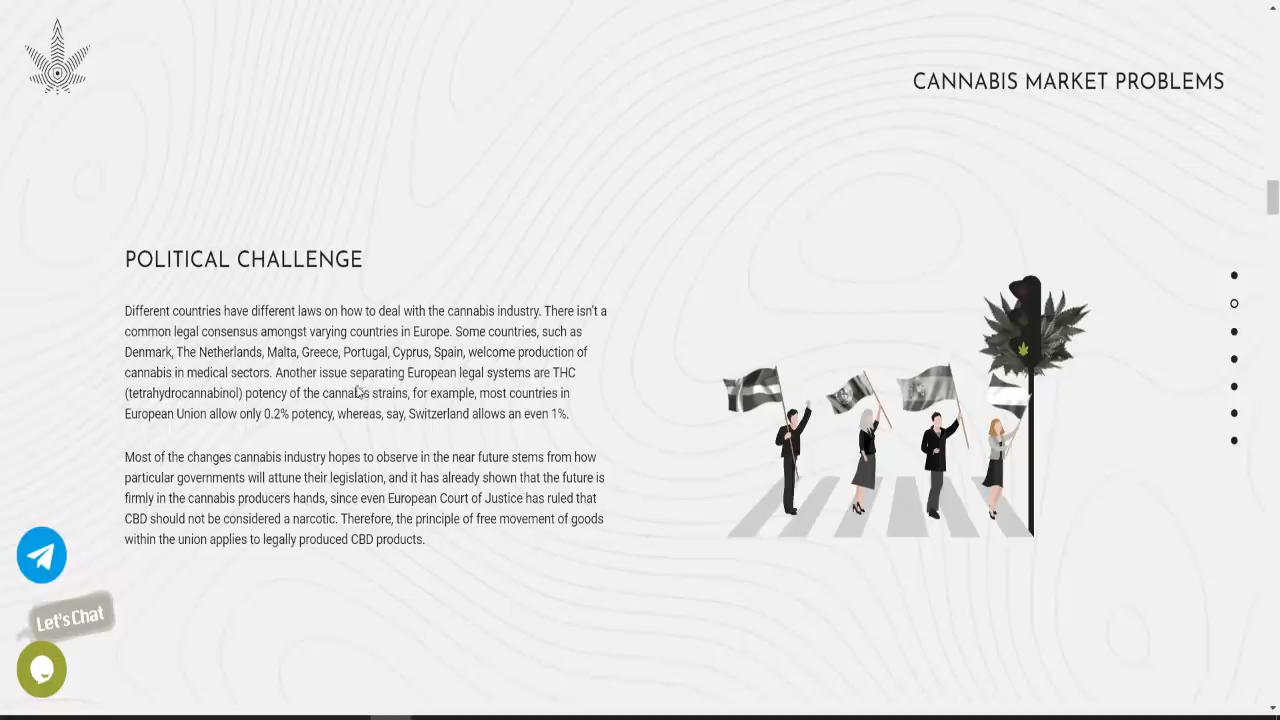 CANNABIS MARKET PROBLEMS
POLITICAL CHALLENGE
Different countries have different laws on how to deal with the cannabis industry. There isn't a
common legal consensus amongst varying countries in Europe. Some countries, such as
Denmark, The Netherlands, Malta, Greece, Portugal, Cyprus, Spain, welcome production of
cannabis in medical sectors. Another issue separating European legal systems are THC
(tetrahydrocannabinol) potency of the cannabis strains, for example, most countries in
European Union allow only 0.2% potency, whereas, say, Switzerland allows an even 1%.
Most of the changes cannabis industry hopes to observe in the near future stems from how
particular governments will attune their legislation, and it has already shown that the future is
firmly in the cannabis producers hands, since even European Court of Justice has ruled that
CBD should not be considered a narcotic. Therefore, the principle of free movement of goods
within the union applies to legally produced CBD products.
Let's Chat